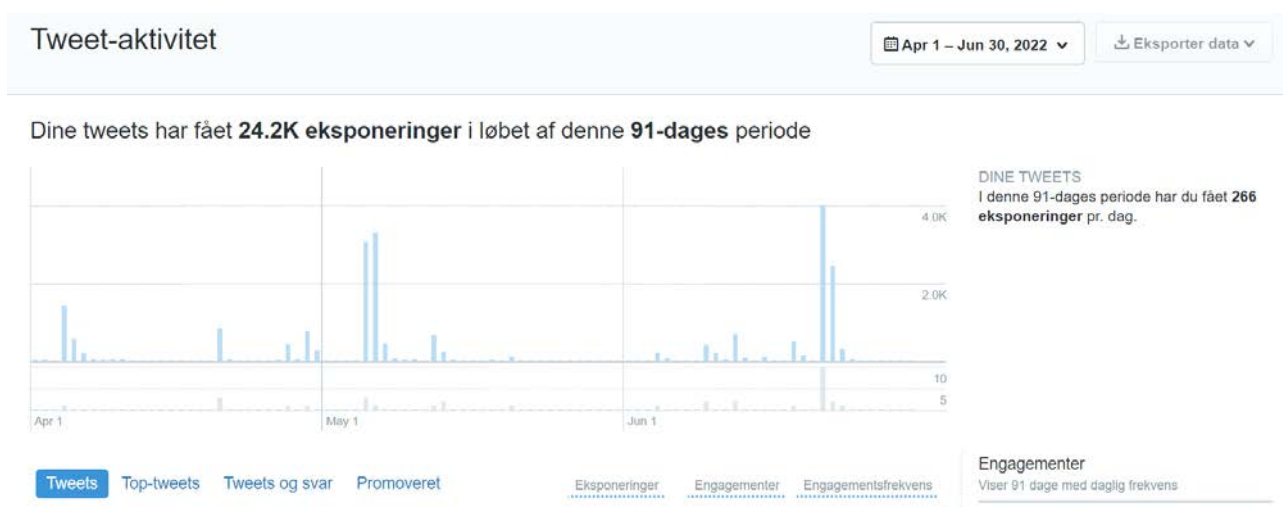 Tweet-aktivitet
Apr 1 – Jun 30, 2022
Eksporter data
Dine tweets har fået 24.2K eksponeringer i løbet af denne 91-dages periode
DINE TWEETS
I denne 91-dages periode har du fået 266
eksponeringer pr. dag.
4.0K
2.0K
10
5
Apr 1
May 1
Jun 1
Tweets
Top-tweets
Tweets og svar
Promoveret
Eksponeringer
Engagementer
Engagementsfrekvens
Engagementer
Viser 91 dage med daglig frekvens